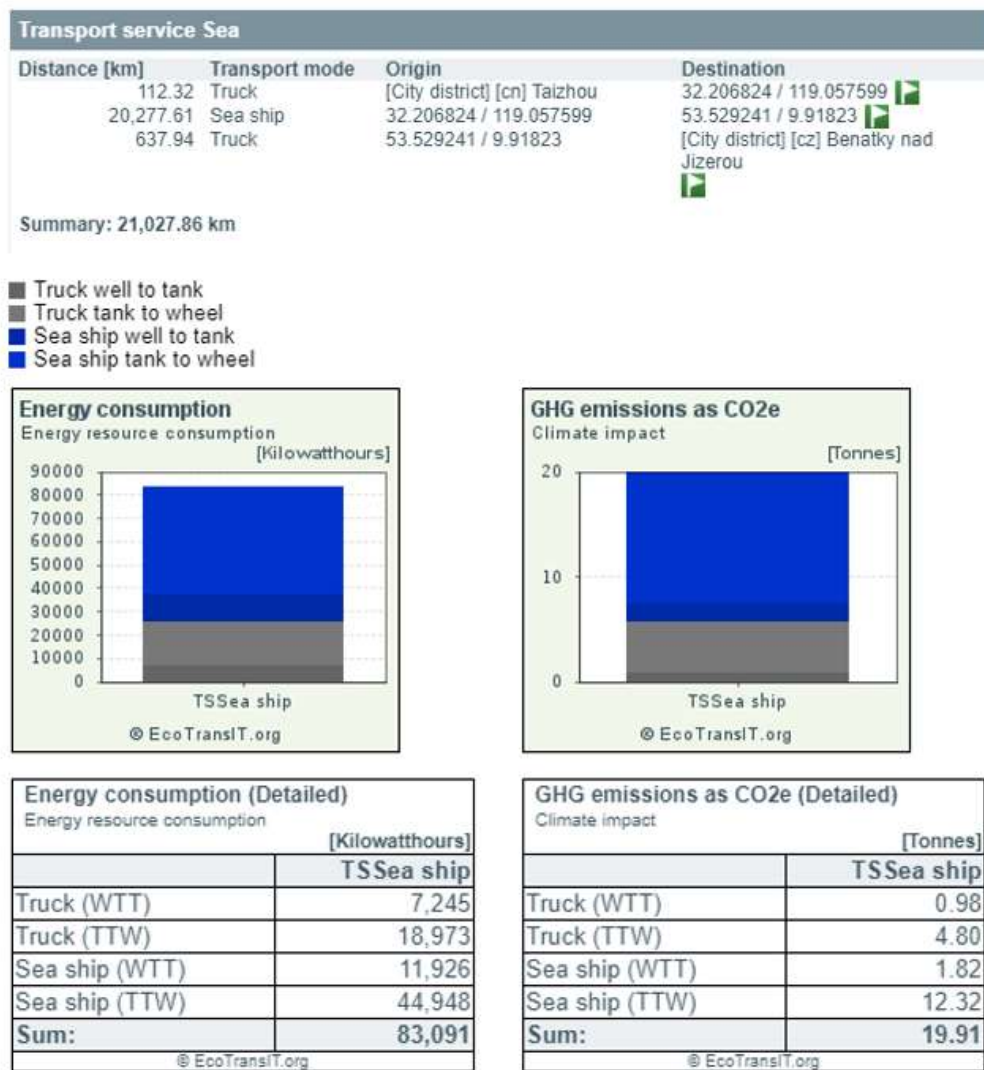 Transport service Sea
Distance [km] Transport mode Origin Destination
112.32 Truck [City district] [cn] Taizhou 32.206824 / 119.057599
20,277.61 Sea ship 32.206824 / 119.057599 53.529241 / 9.91823
637.94 Truck 53.529241 / 9.91823 [City district] [cz] Benatky nad
Jizerou
Summary: 21,027.86 km
Truck well to tank
Truck tank to wheel
Sea ship well to tank
Sea ship tank to wheel
Energy consumption
Energy resource consumption
[Kilowatthours]
90000
80000
70000
60000
50000
40000
30000
20000
10000
0
TSSea ship
© EcoTransIT.org
GHG emissions as CO2e
Climate impact
[Tonnes]
20
10
0
TSSea ship
© EcoTransIT.org
Energy consumption (Detailed)
Energy resource consumption
[Kilowatthours]
TSSea ship
Truck (WTT) 7,245
Truck (TTW) 18,973
Sea ship (WTT) 11,926
Sea ship (TTW) 44,948
Sum: 83,091
© EcoTransIT.org
GHG emissions as CO2e (Detailed)
Climate impact
[Tonnes]
TSSea ship
Truck (WTT) 0.98
Truck (TTW) 4.80
Sea ship (WTT) 1.82
Sea ship (TTW) 12.32
Sum: 19.91
© EcoTransIT.org